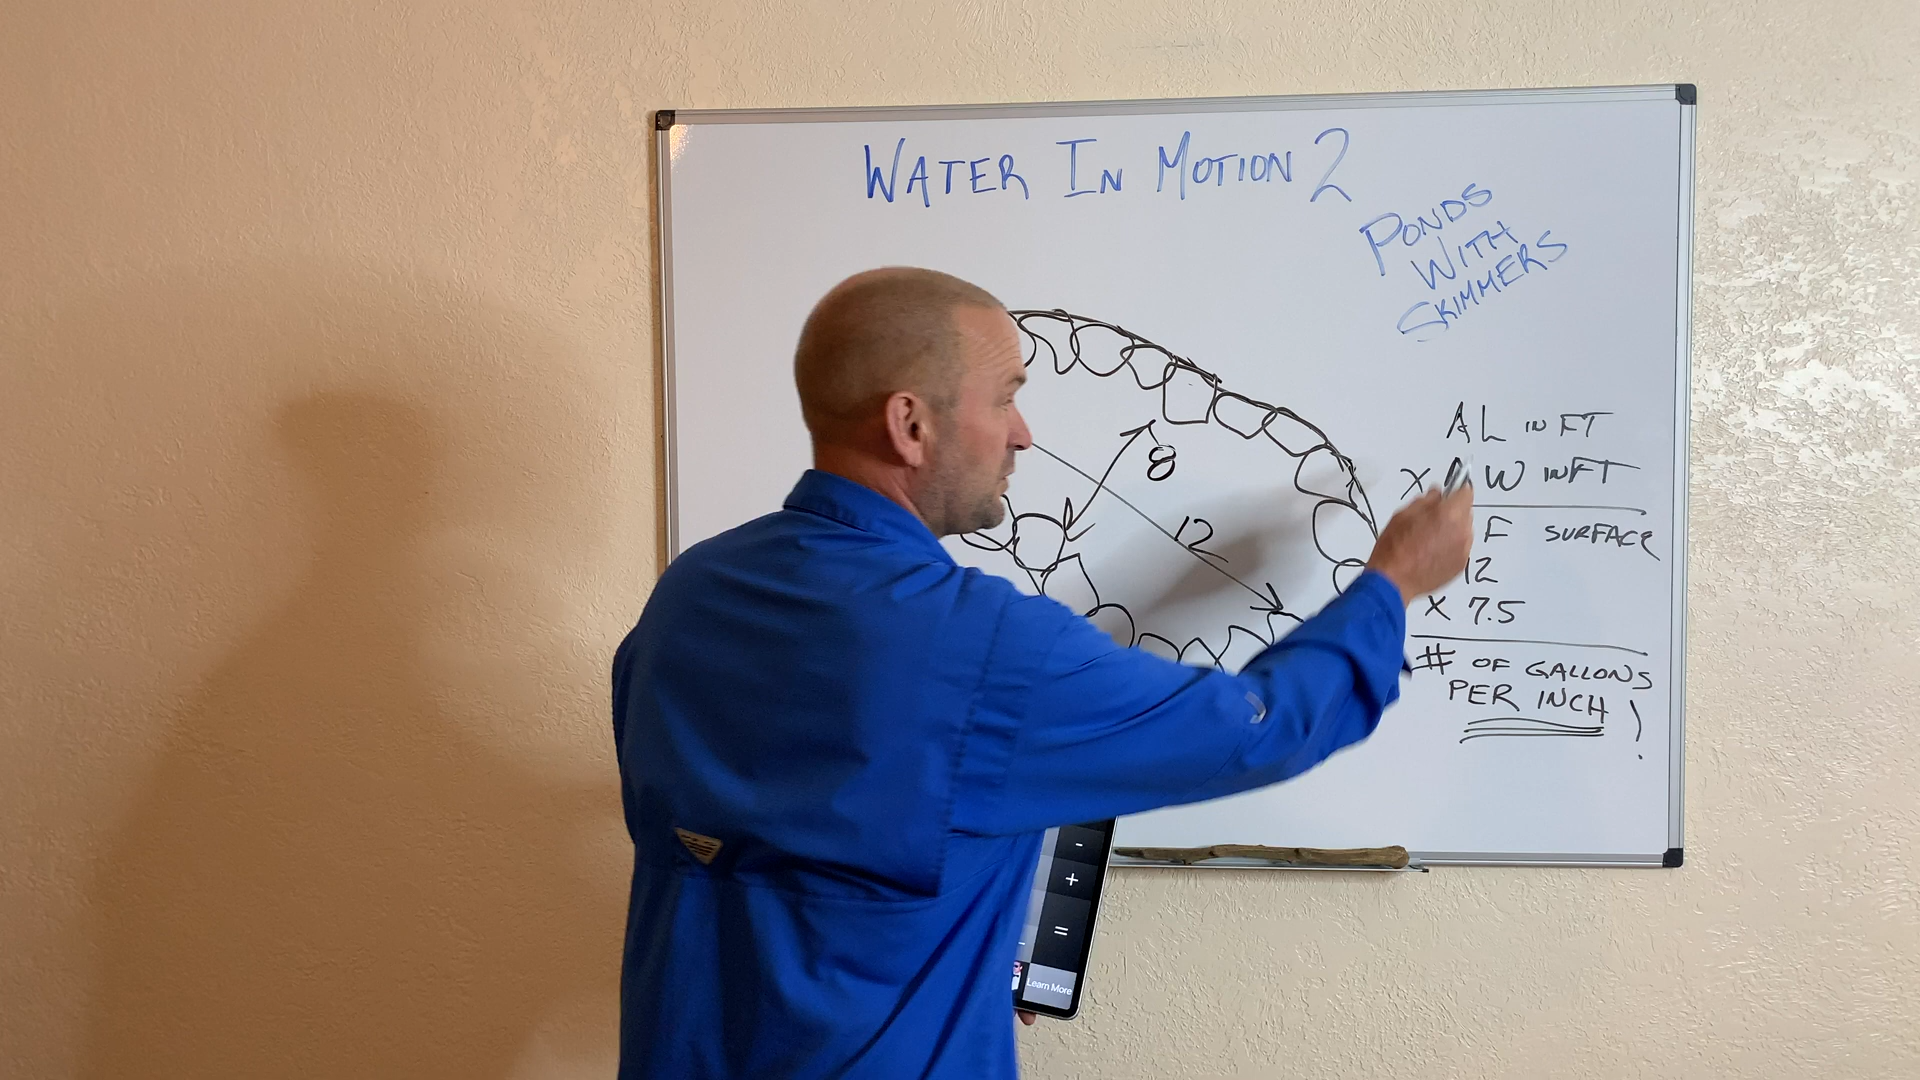 WATER IN MOTION 2
PONDS
WITH
SKIMMERS
8
12
AL IN FT
X W IN FT
F SURFACE
12
X 7.5
# OF GALLONS
PER INCH!
-
+
=
Learn More